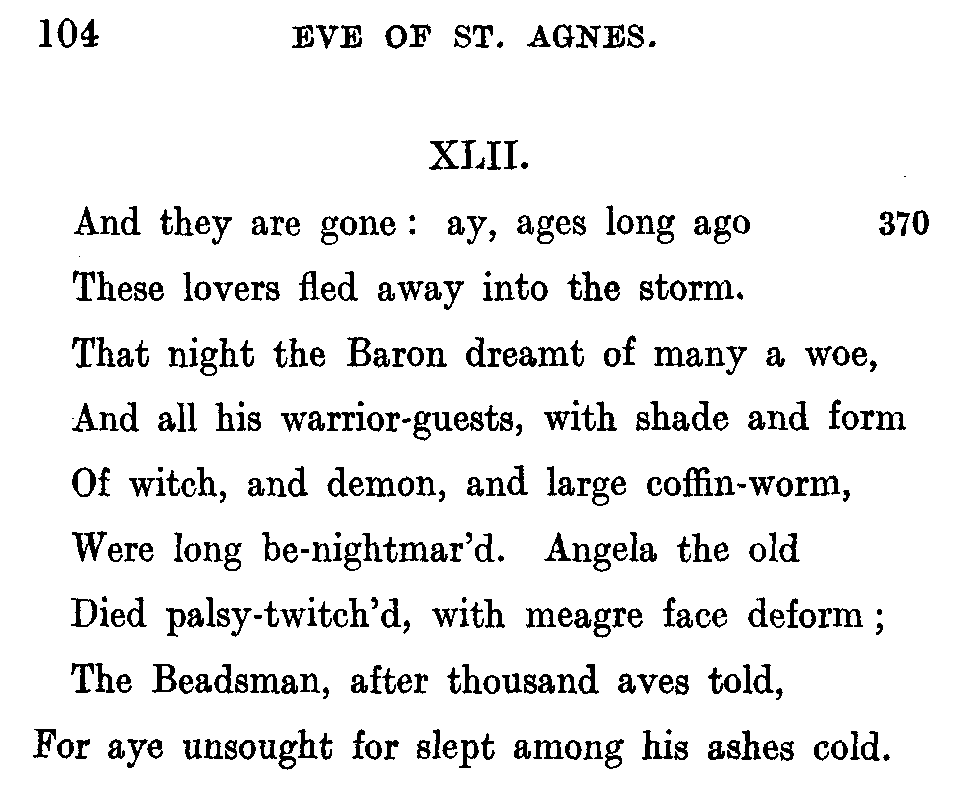 104 EVE OF ST. AGNES.
XLII.
And they are gone : ay, ages long ago 370
These lovers fled away into the storm.
That night the Baron dreamt of many a woe,
And all his warrior-guests, with shade and form
Of witch, and demon, and large coffin-worm,
Were long be-nightmar'd. Angela the old
Died palsy-twitch'd, with meagre face deform ;
The Beadsman, after thousand aves told,
For aye unsought for slept among his ashes cold.